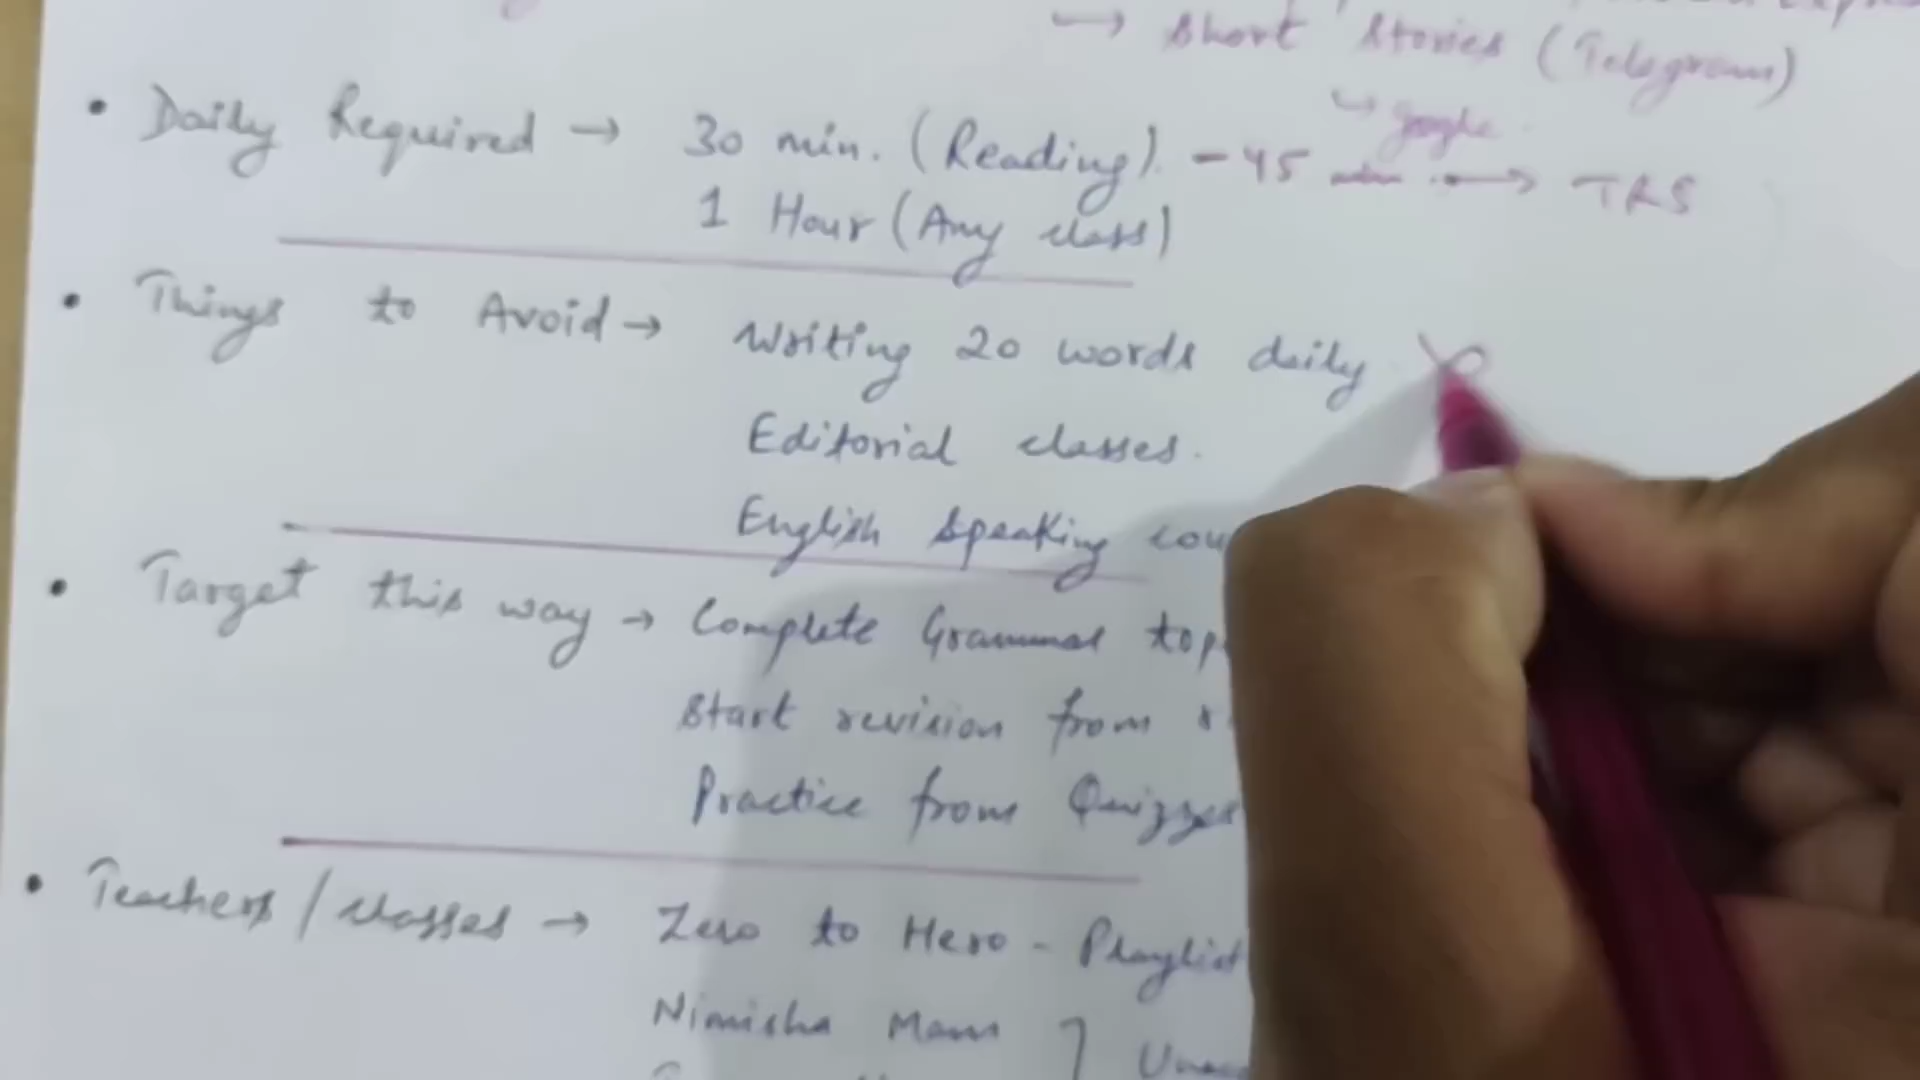 → Short Stories (Telegram)
↳ google
• Daily Required → 30 min. (Reading). - 45 min → TRS
1 Hour (Any class)
• Things to Avoid → Writing 20 words daily
Editorial classes.
English Speaking
• Target this way → Complete Grammar
Start revision from
Practice from Quizzes
• Teachers / classes → Zero to Hero - Playlist
Nimisha Mam